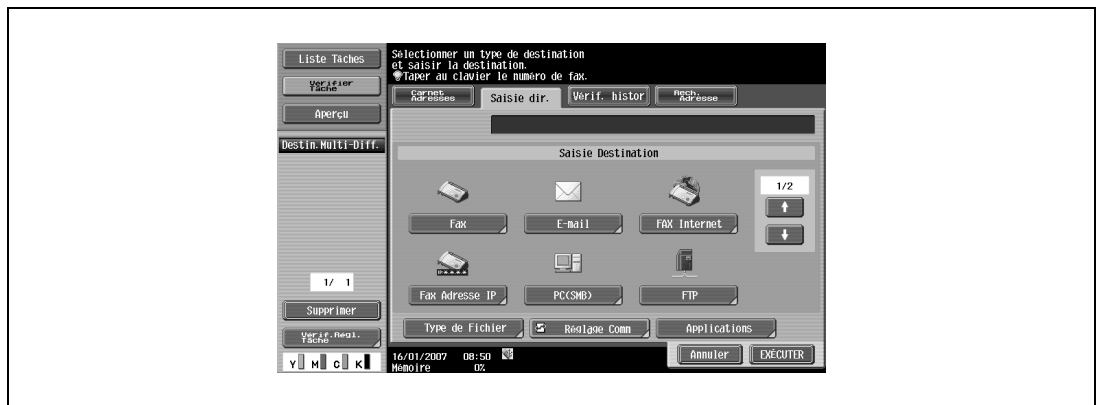 Liste Tâches
Vérifier
Tâche
Aperçu
Destin.Multi-Diff.
1/ 1
Supprimer
Vérif.Régl.
Tâche
Y M C K
Sélectionner un type de destination
et saisir la destination.
Taper au clavier le numéro de fax.
Carnet
Adresses
Saisie dir.
Vérif. histor
Rech.
Adresse
Saisie Destination
Fax
E-mail
FAX Internet
1/2
Fax Adresse IP
PC(SMB)
FTP
Type de Fichier
Réglage Comm
Applications
16/01/2007 08:50
Mémoire 0%
Annuler
EXÉCUTER